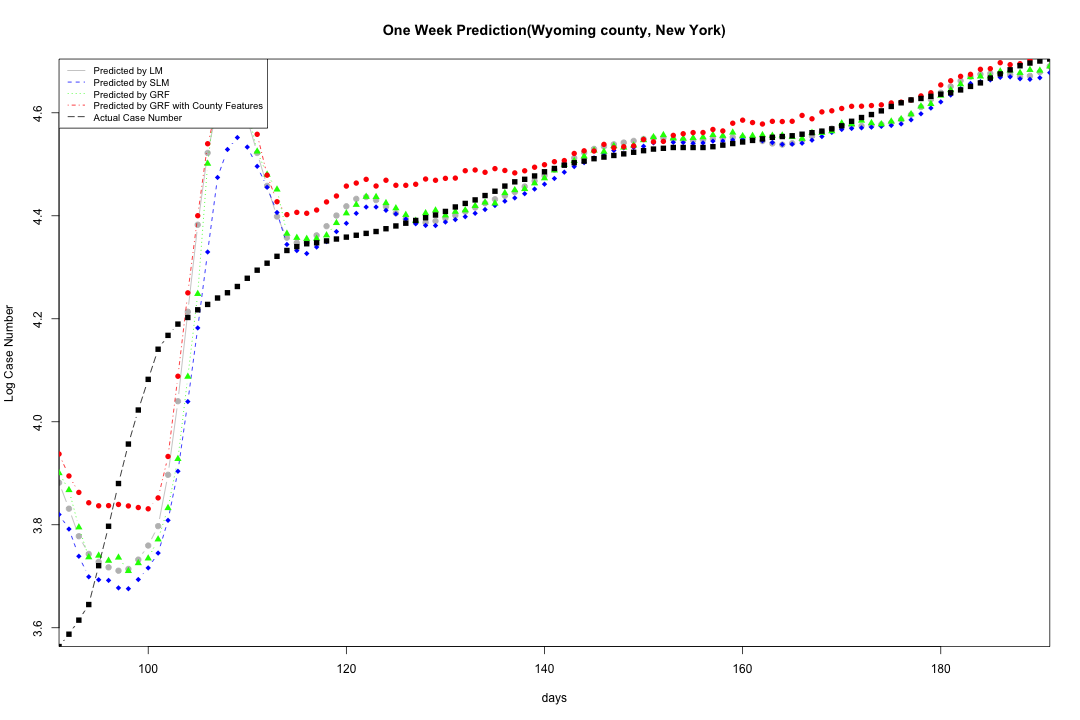 One Week Prediction(Wyoming county, New York)
Predicted by LM
Predicted by SLM
Predicted by GRF
Predicted by GRF with County Features
Actual Case Number
Log Case Number
4.6
4.4
4.2
4.0
3.8
3.6
100
120
140
160
180
days